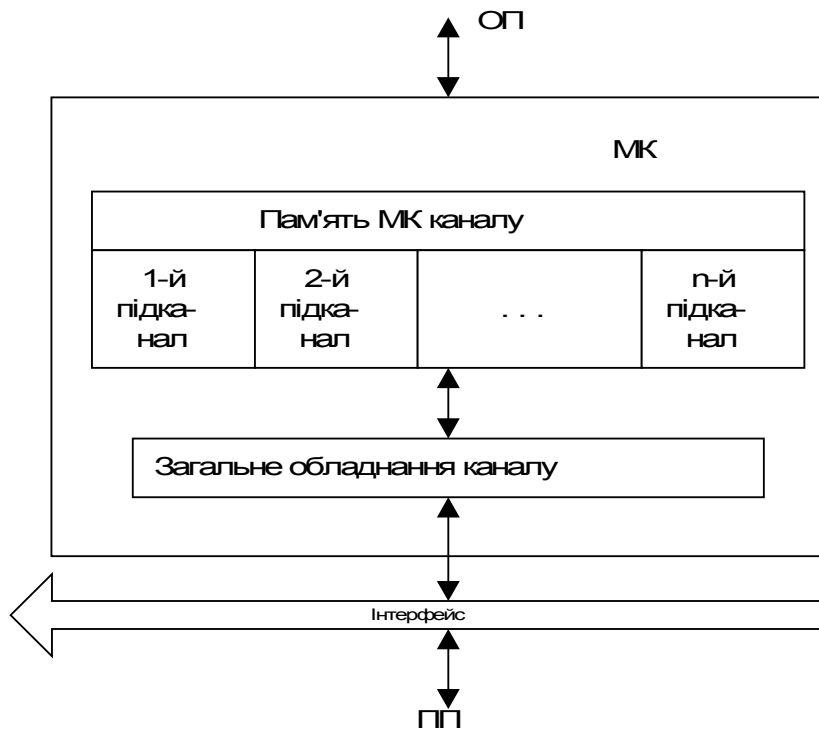 ОП
МК
Пам'ять МК каналу
1-й
підка-
нал
2-й
підка-
нал
. . .
n-й
підка-
нал
Загальне обладнання каналу
Інтерфейс
ПП